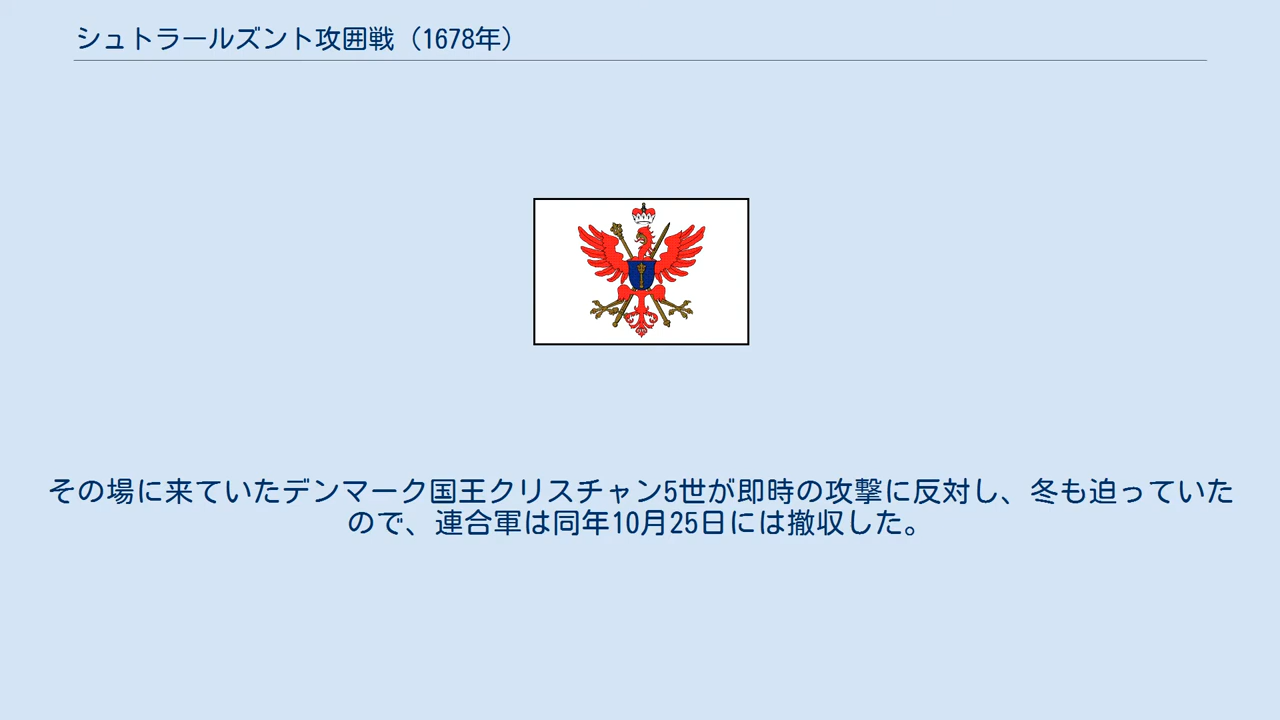 シュトラールズント攻囲戦（1678年）
その場に来ていたデンマーク国王クリスチャン5世が即時の攻撃に反対し、冬も迫っていた
ので、連合軍は同年10月25日には撤収した。